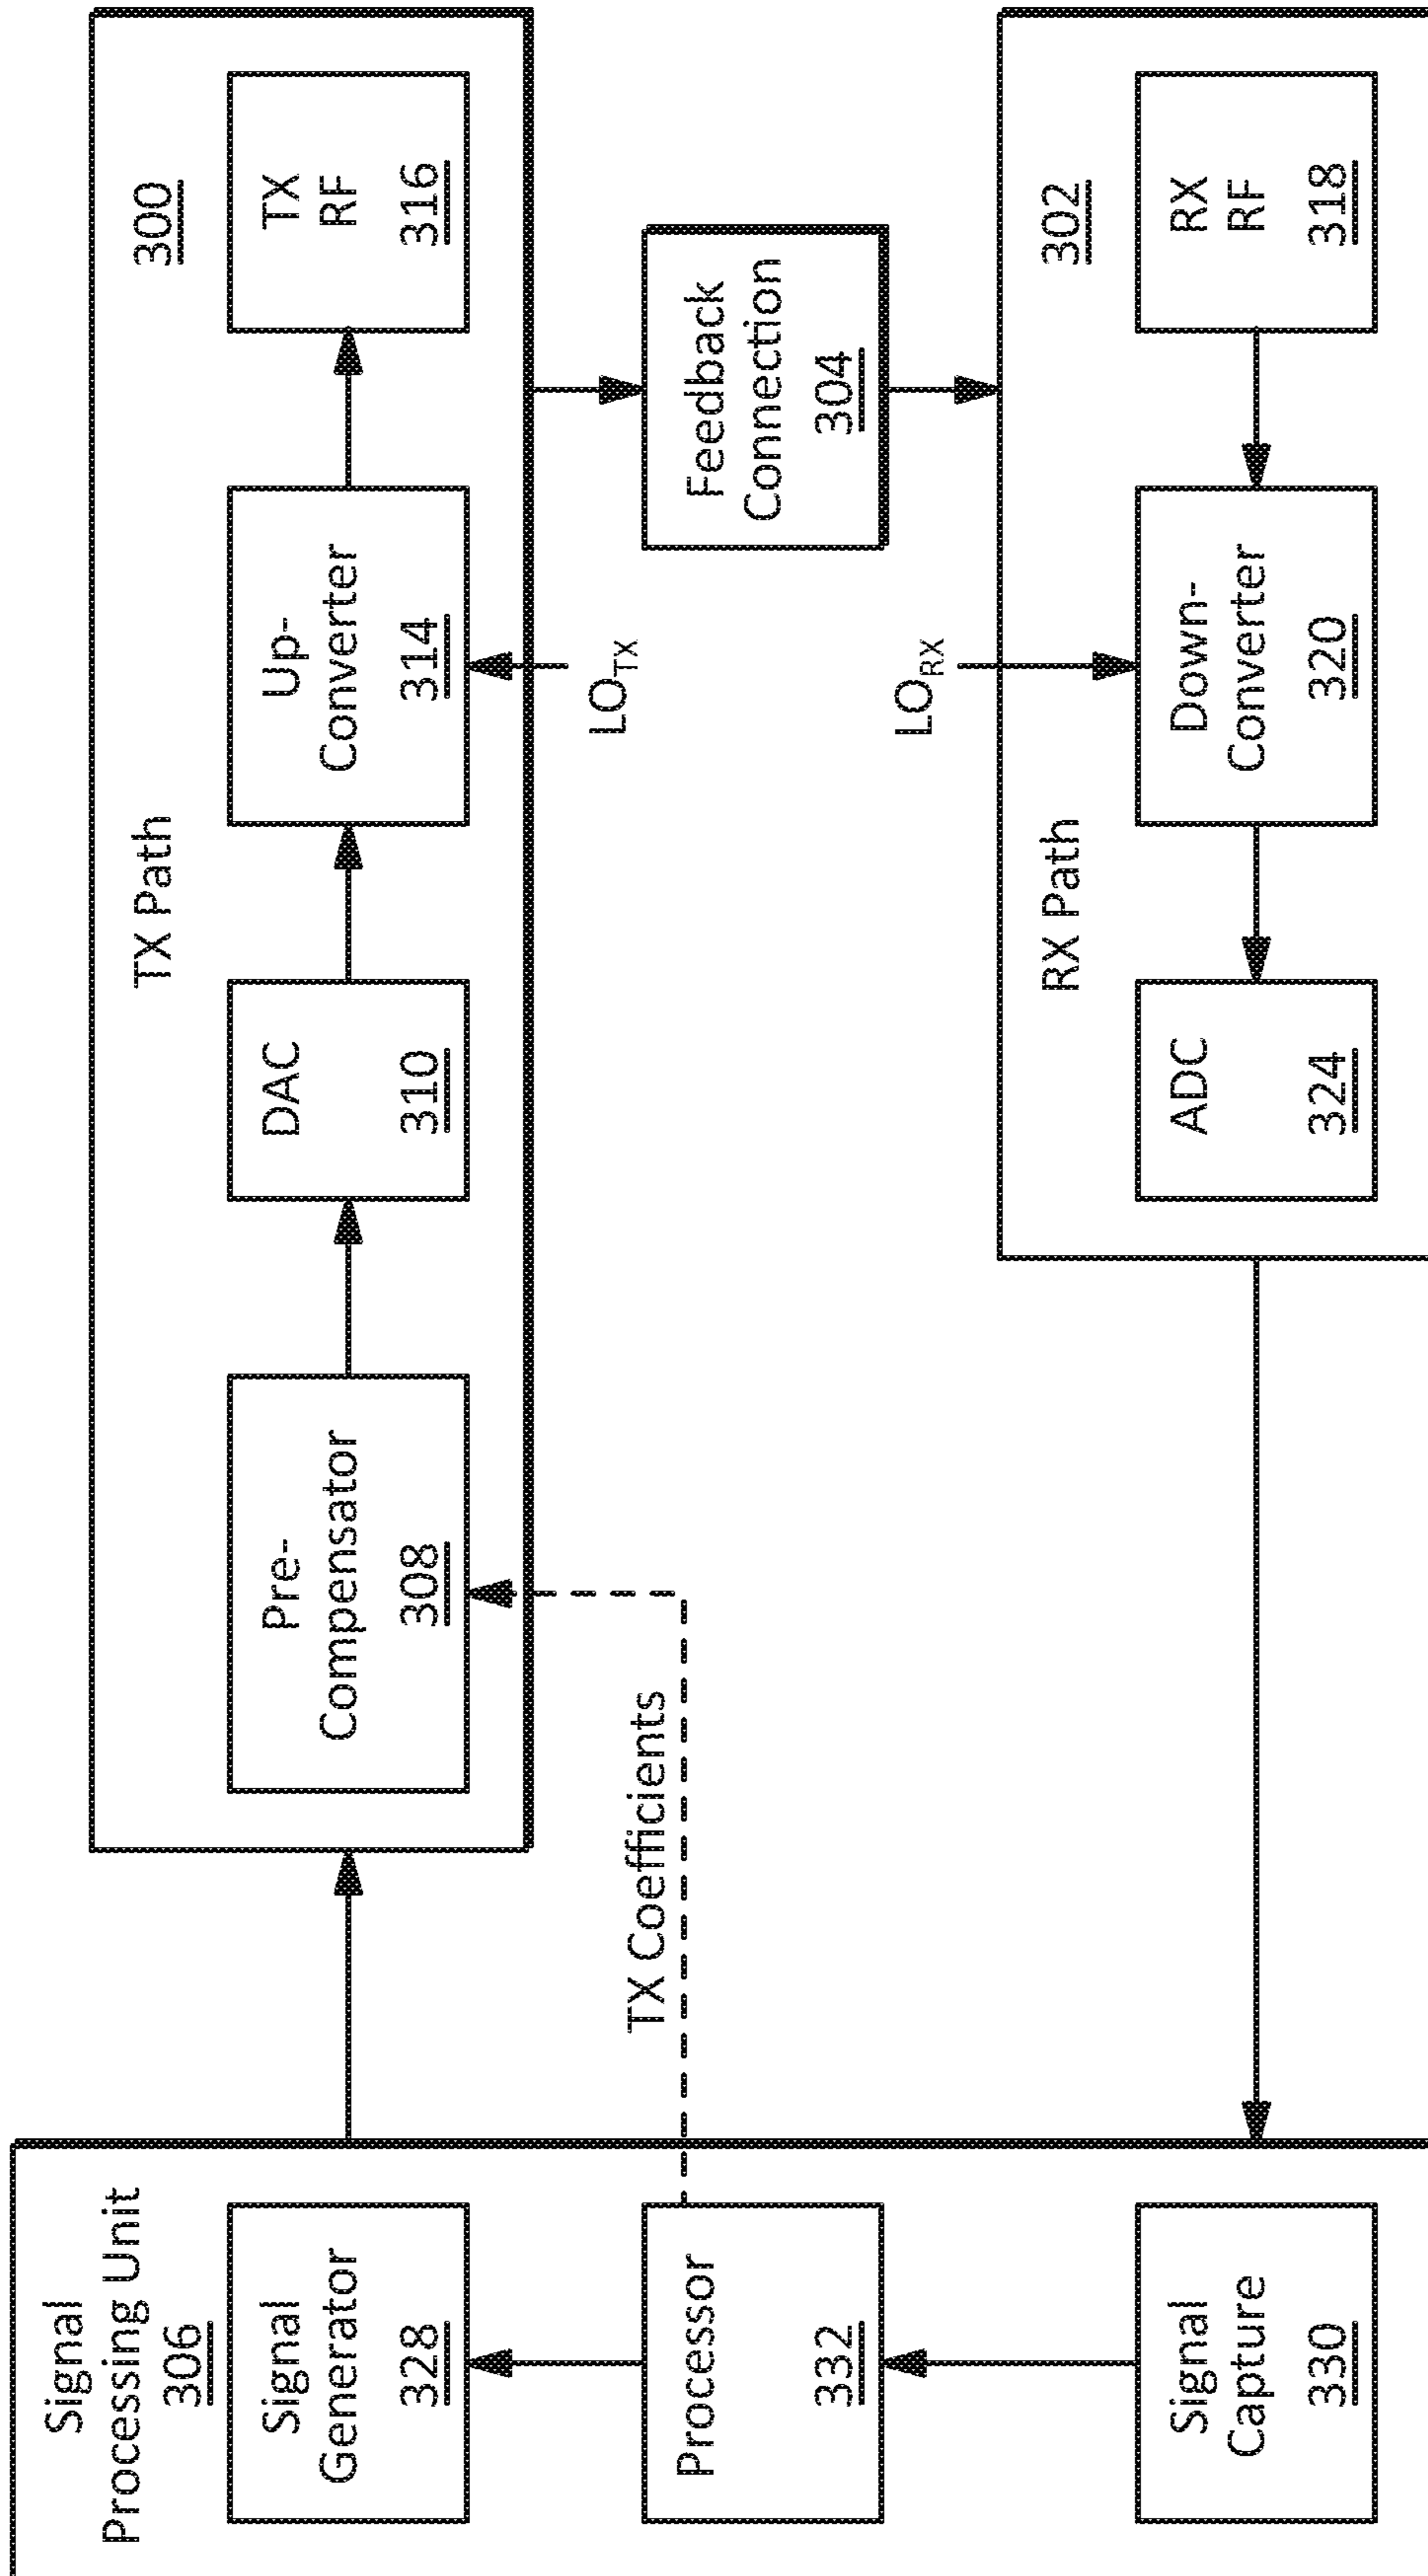 Signal
Processing Unit
306
Signal
Generator
328
Processor
332
Signal
Capture
330
TX Coefficients
TX Path
300
Pre-
Compensator
308
DAC
310
Up-
Converter
314
TX
RF
316
LOTX
Feedback
Connection
304
LORX
RX Path
302
ADC
324
Down-
Converter
320
RX
RF
318